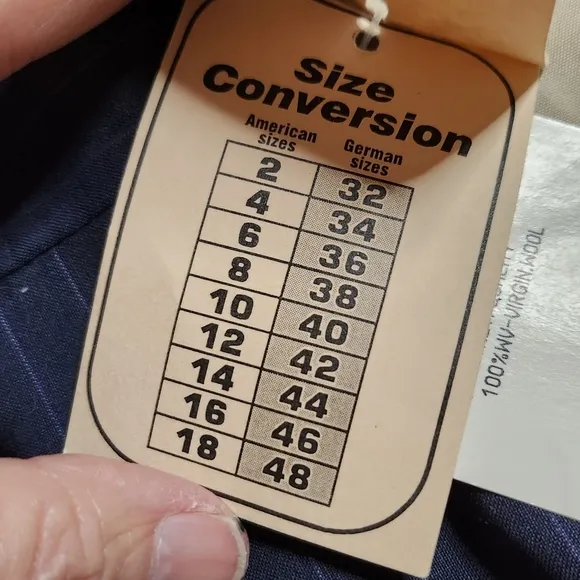 Size
Conversion
American sizes German sizes
2 32
4 34
6 36
8 38
10 40
12 42
14 44
16 46
18 48
100%WV-VIRGIN.WOOL